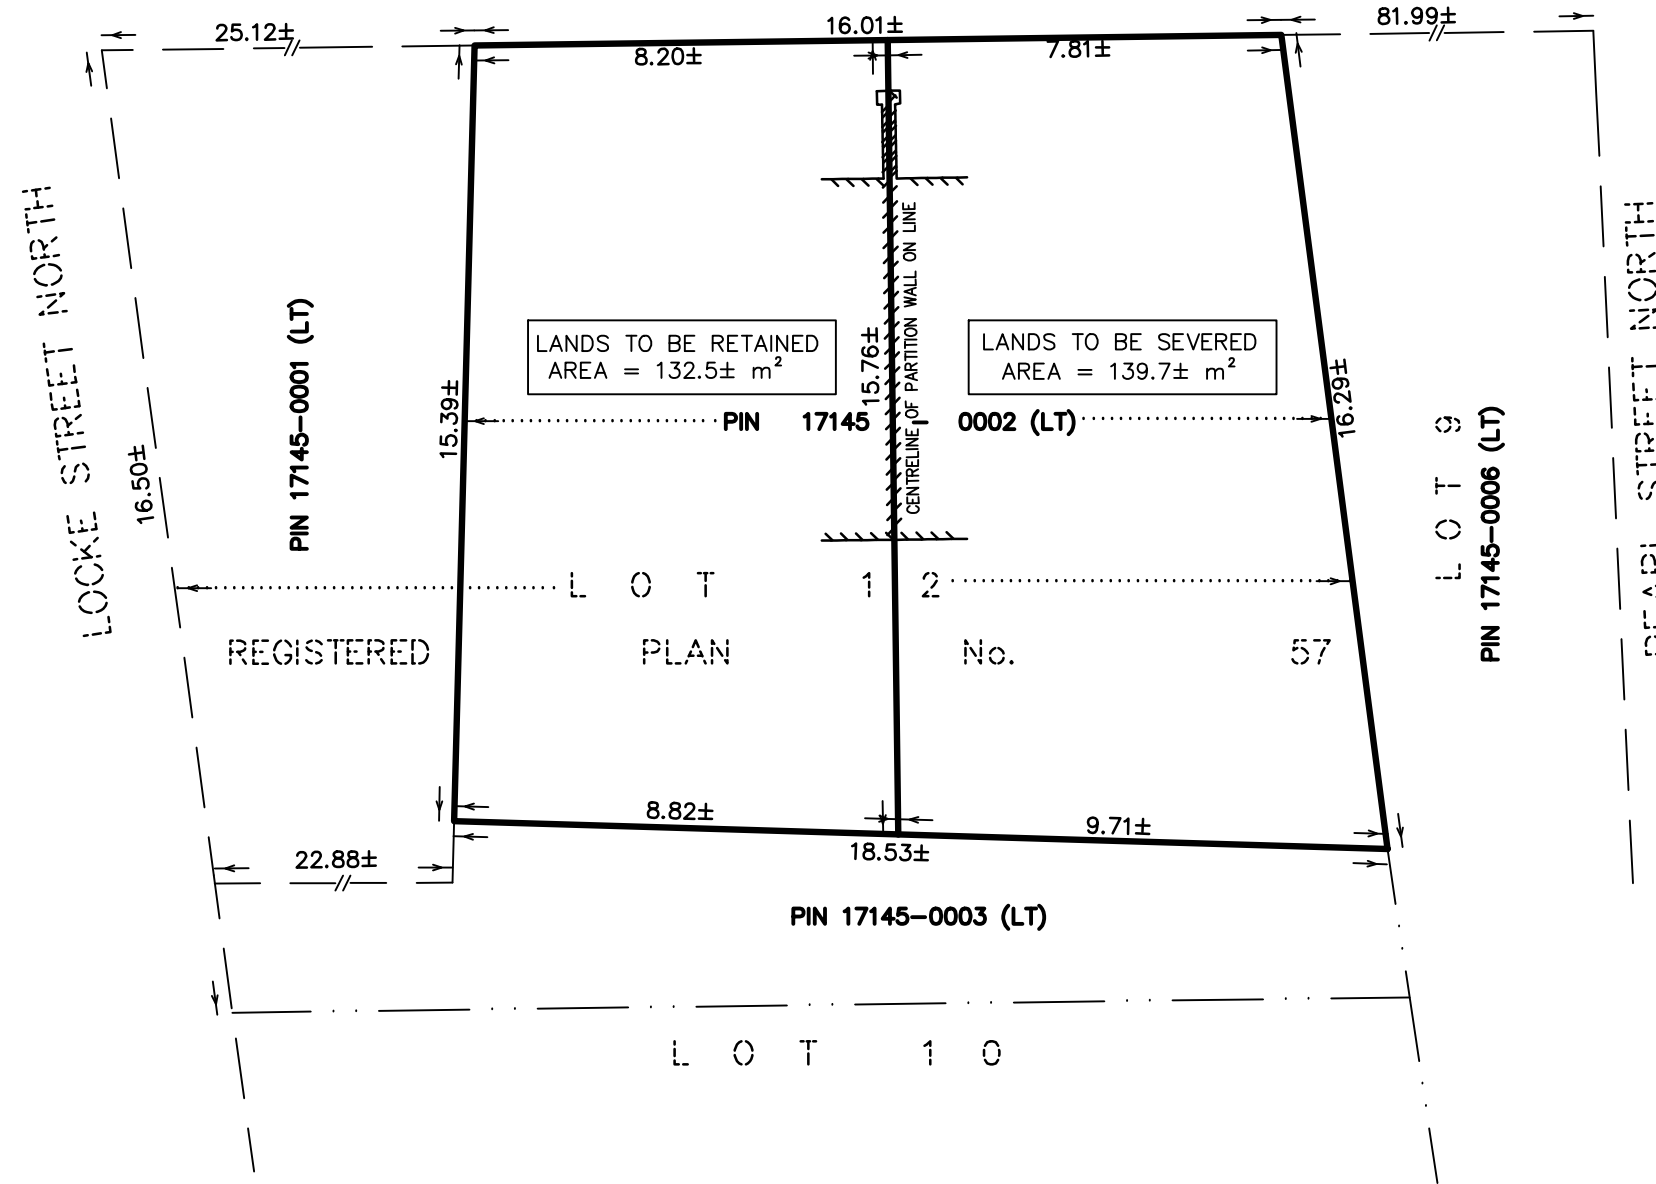 25.12±
16.01±
81.99±
8.20±
7.81±
LOCKE STREET NORTH
16.50±
PIN 17145-0001 (LT)
15.39±
LANDS TO BE RETAINED
AREA = 132.5± m²
15.76±
CENTRELINE OF PARTITION WALL ON LINE
LANDS TO BE SEVERED
AREA = 139.7± m²
16.29±
PIN 17145 - 0002 (LT)
LOT 9
PIN 17145-0006 (LT)
PEARL STREET NORTH
LOT 12
REGISTERED PLAN No. 57
8.82±
9.71±
18.53±
22.88±
PIN 17145-0003 (LT)
LOT 10